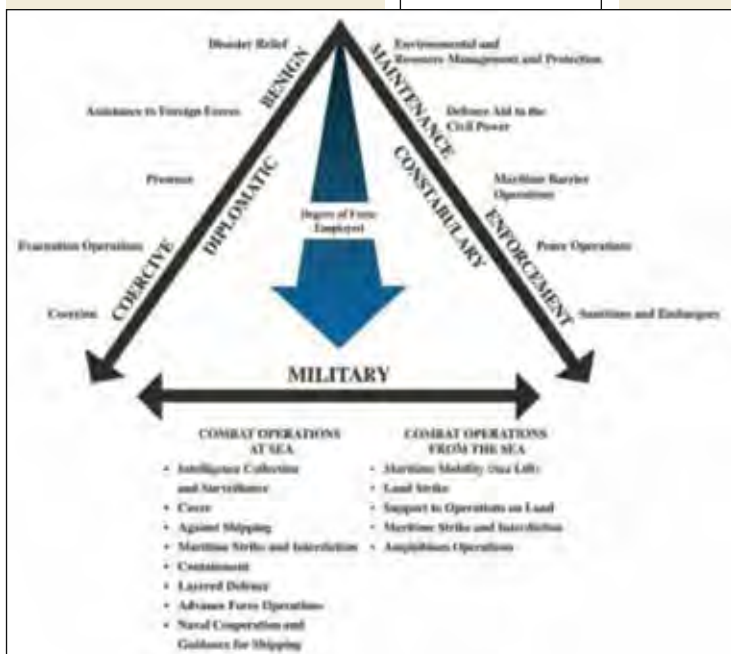 Disaster Relief
Assistance to Foreign Forces
Presence
Evacuation Operations
Coercion
BENIGN
DIPLOMATIC
COERCIVE
Environmental and
Resource Management and Protection
Defence Aid to the
Civil Power
Maritime Barrier
Operations
Peace Operations
Sanctions and Embargoes
MAINTENANCE
CONSTABULARY
ENFORCEMENT
Degree of Force
Employed
MILITARY
COMBAT OPERATIONS
AT SEA
• Intelligence Collection
and Surveillance
• Cover
• Against Shipping
• Maritime Strike and Interdiction
• Containment
• Layered Defence
• Advance Force Operations
• Naval Cooperation and
Guidance for Shipping
COMBAT OPERATIONS
FROM THE SEA
• Maritime Mobility (Sea Lift)
• Land Strike
• Support to Operations on Land
• Maritime Strike and Interdiction
• Amphibious Operations